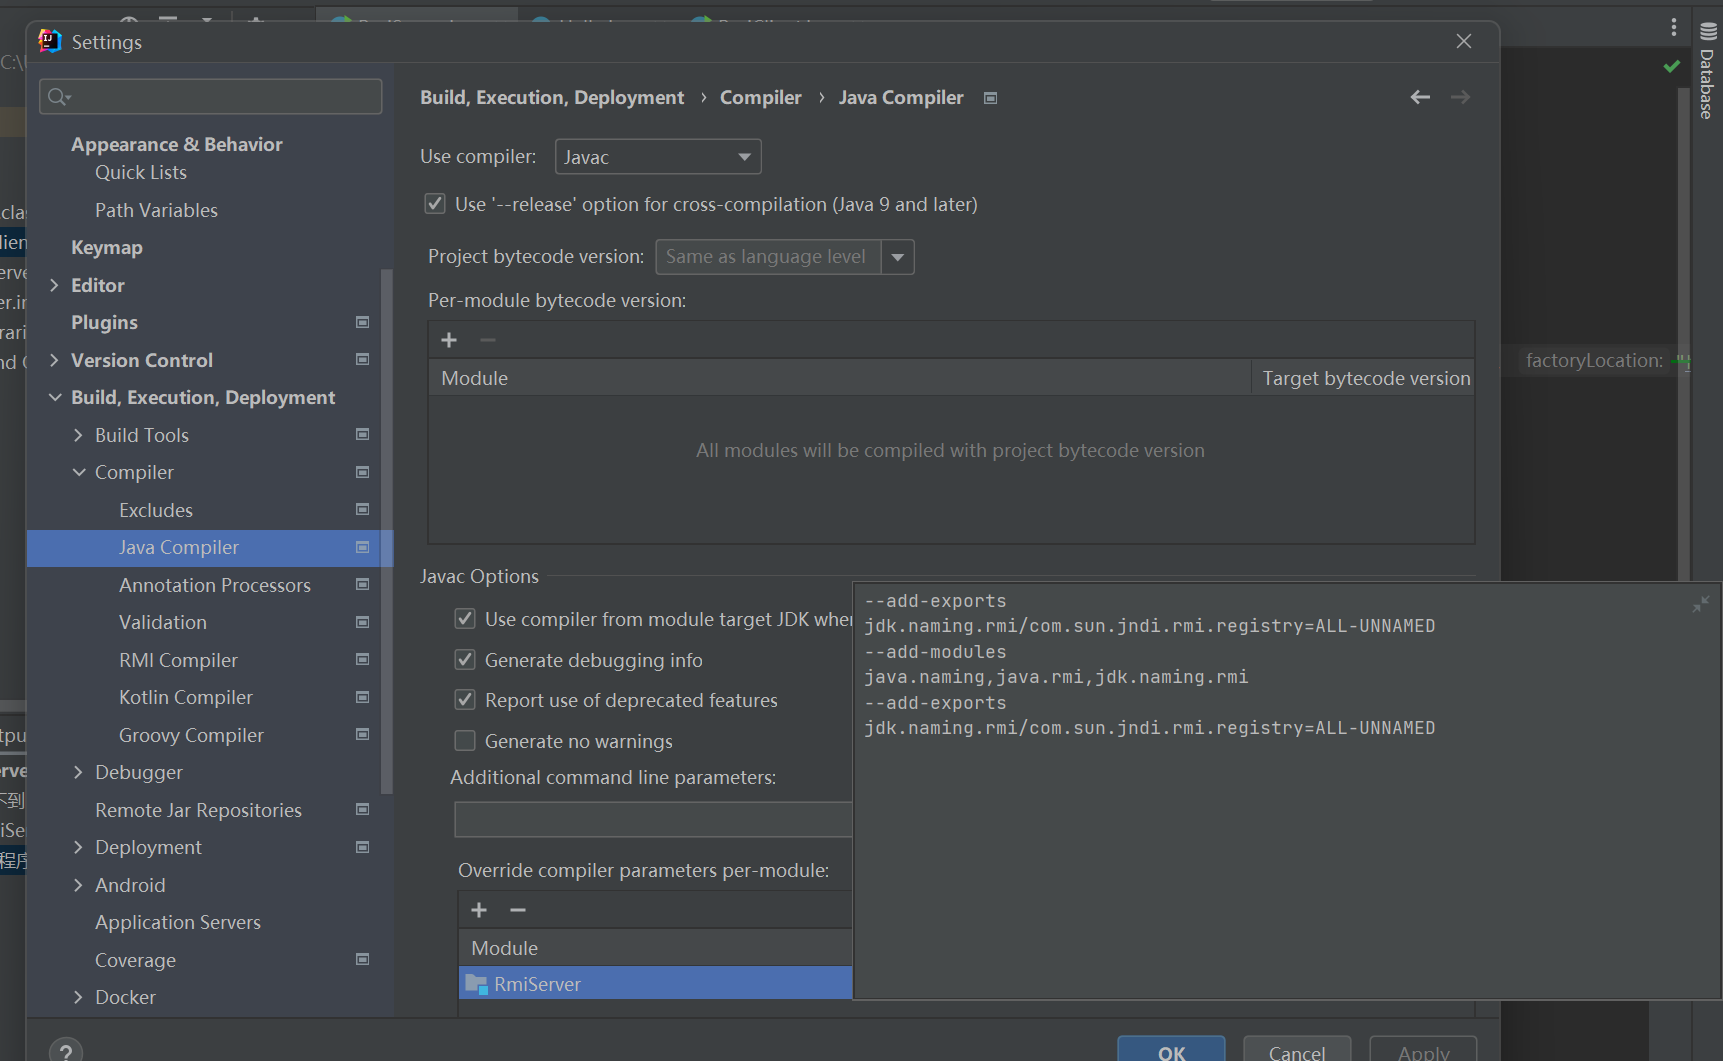 Settings
C:\
Appearance & Behavior
Quick Lists
Path Variables
Keymap
Editor
Plugins
Version Control
Build, Execution, Deployment
Build Tools
Compiler
Excludes
Java Compiler
Annotation Processors
Validation
RMI Compiler
Kotlin Compiler
Groovy Compiler
Debugger
Remote Jar Repositories
Deployment
Android
Application Servers
Coverage
Docker
Build, Execution, Deployment › Compiler › Java Compiler
Use compiler: Javac
Use '--release' option for cross-compilation (Java 9 and later)
Project bytecode version: Same as language level
Per-module bytecode version:
Module Target bytecode version
All modules will be compiled with project bytecode version
Javac Options
Use compiler from module target JDK when
Generate debugging info
Report use of deprecated features
Generate no warnings
Additional command line parameters:
Override compiler parameters per-module:
Module
RmiServer
--add-exports
jdk.naming.rmi/com.sun.jndi.rmi.registry=ALL-UNNAMED
--add-modules
java.naming,java.rmi,jdk.naming.rmi
--add-exports
jdk.naming.rmi/com.sun.jndi.rmi.registry=ALL-UNNAMED
? OK Cancel Apply
Database
factoryLocation: